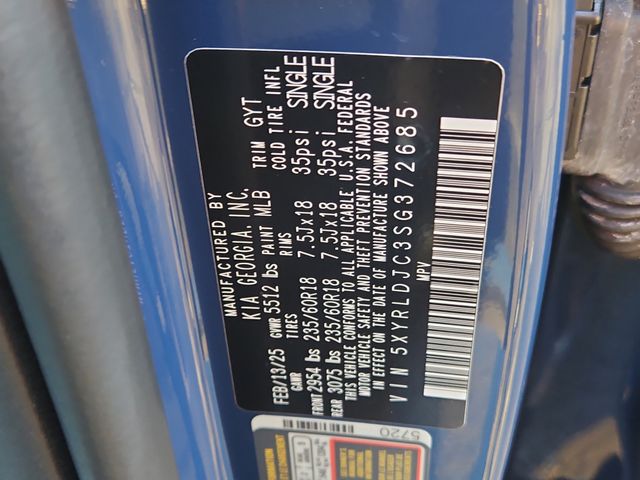 MANUFACTURED BY
KIA GEORGIA, INC.
FEB/13/25 GVWR 5512 lbs PAINT MLB TRIM GYT
GAWR TIRES RIMS COLD TIRE INFL
FRONT 2954 lbs 235/60R18 7.5Jx18 35psi SINGLE
REAR 3075 lbs 235/60R18 7.5Jx18 35psi SINGLE
THIS VEHICLE CONFORMS TO ALL APPLICABLE U.S.A. FEDERAL
MOTOR VEHICLE SAFETY AND THEFT PREVENTION STANDARDS
IN EFFECT ON THE DATE OF MANUFACTURE SHOWN ABOVE
VIN 5XYRLDJC3SG372685
MPV
5720